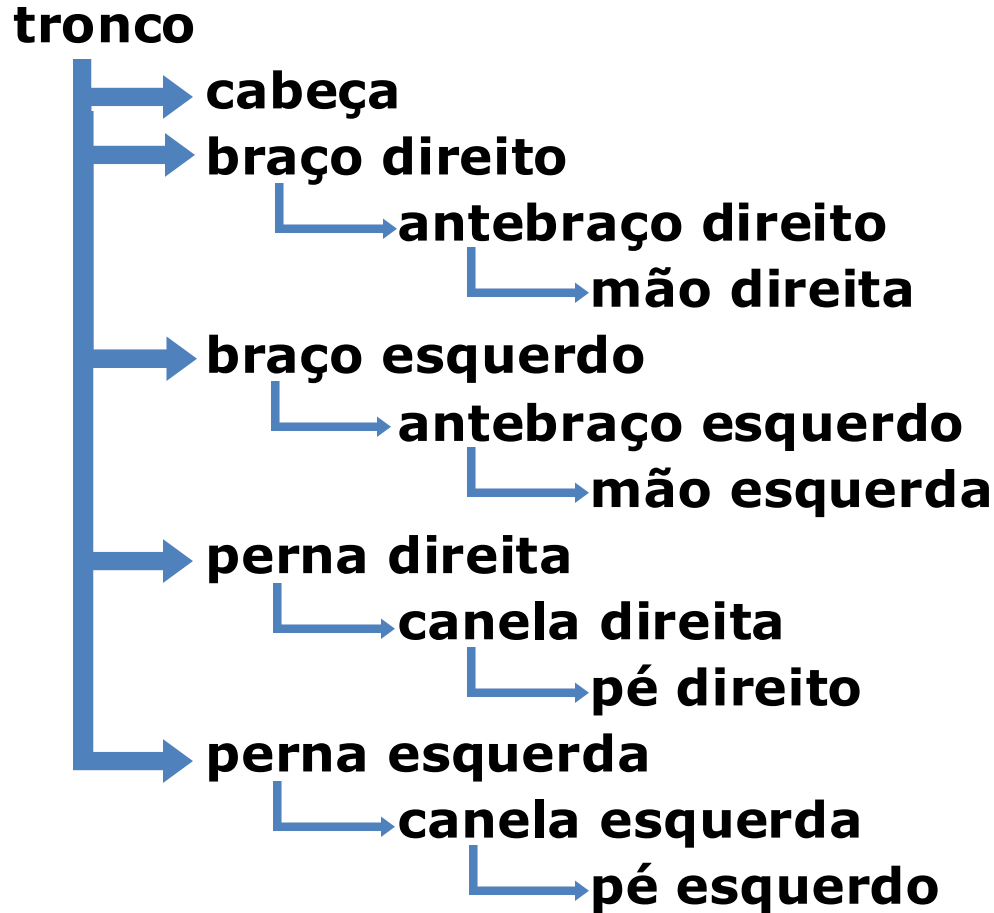 tronco
cabeça
braço direito
antebraço direito
mão direita
braço esquerdo
antebraço esquerdo
mão esquerda
perna direita
canela direita
pé direito
perna esquerda
canela esquerda
pé esquerdo